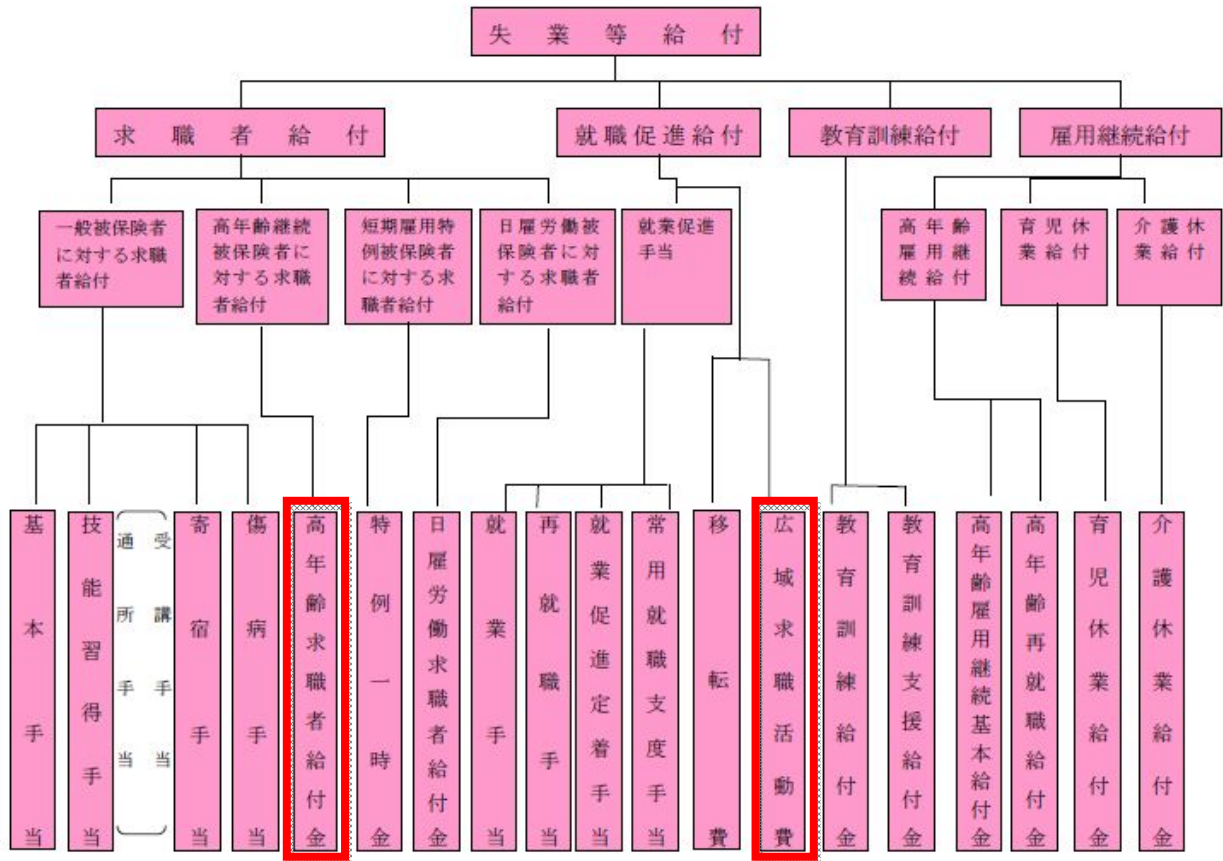 失業等給付
求職者給付
就職促進給付
教育訓練給付
雇用継続給付
一般被保険者
に対する求職
者給付
高年齢継続
被保険者に
対する求職
者給付
短期雇用特
例被保険者
に対する求
職者給付
日雇労働被
保険者に対
する求職者
給付
就業促進
手当
高年齢
雇用継
続給付
育児休
業給付
介護休
業給付
基本手当
技能習得手当
受講手当
通所手当
寄宿手当
傷病手当
高年齢求職者給付金
特例一時金
日雇労働求職者給付金
就業手当
再就職手当
就業促進定着手当
常用就職支度手当
移転費
広域求職活動費
教育訓練給付金
教育訓練支援給付金
高年齢雇用継続基本給付金
高年齢再就職給付金
育児休業給付金
介護休業給付金